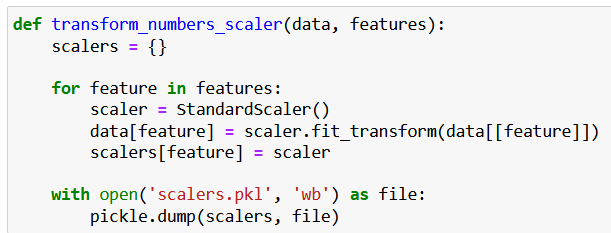 def transform_numbers_scaler(data, features):
    scalers = {}

    for feature in features:
        scaler = StandardScaler()
        data[feature] = scaler.fit_transform(data[[feature]])
        scalers[feature] = scaler

    with open('scalers.pkl', 'wb') as file:
        pickle.dump(scalers, file)